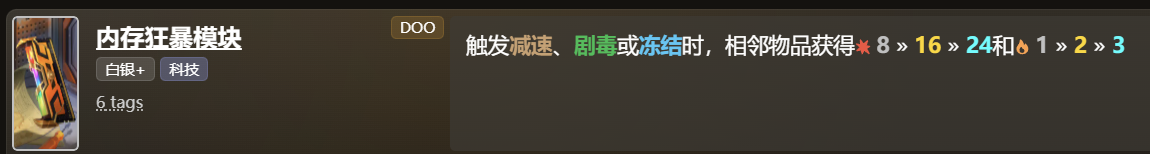 内存狂暴模块
DOO
白银+
科技
6 tags
触发减速、剧毒或冻结时，相邻物品获得 8 » 16 » 24和 1 » 2 » 3